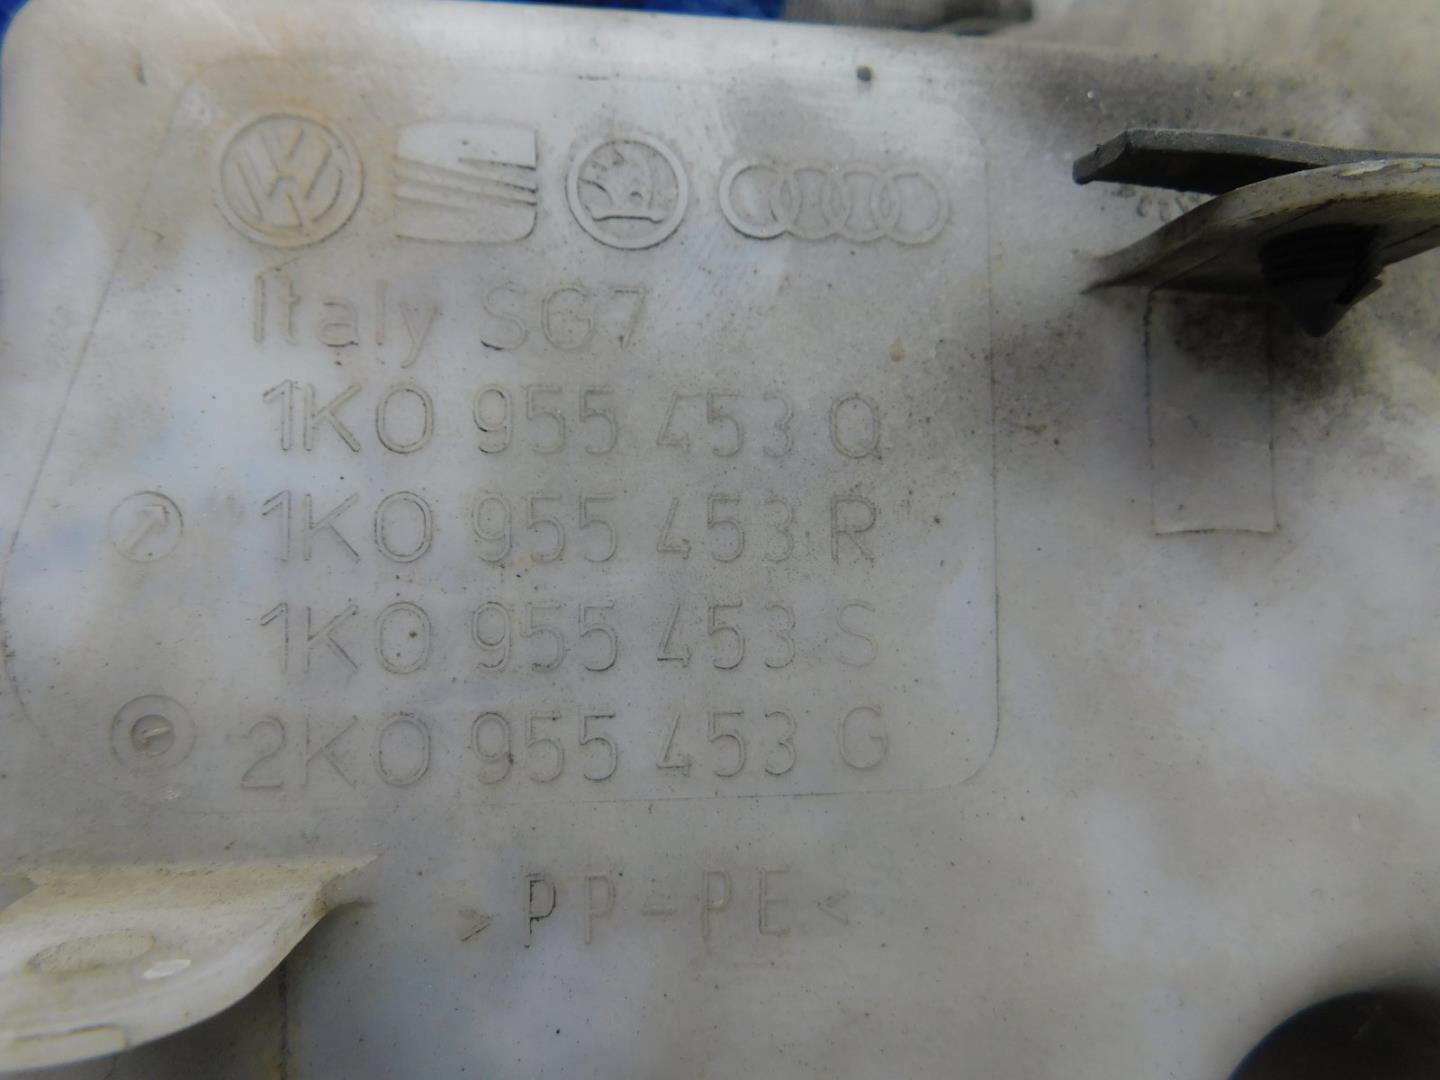 Italy SG7
1K0 955 453 Q
1K0 955 453 R
1K0 955 453 S
2K0 955 453 G
>PP-PE<